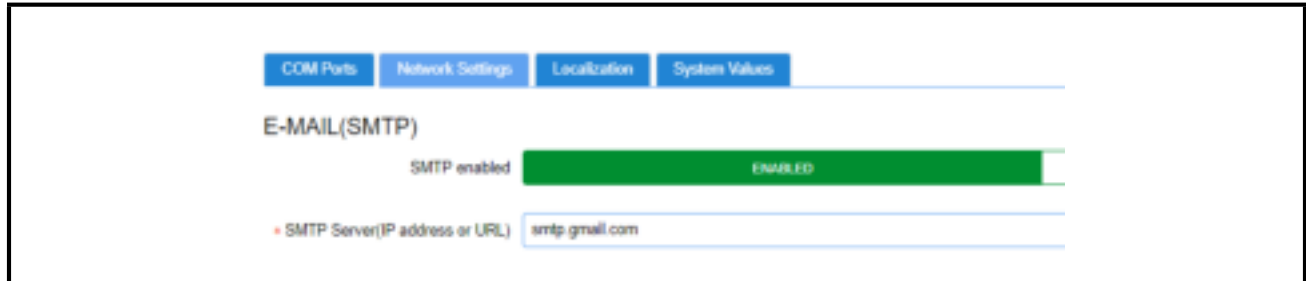 COM Ports Network Settings Localization System Values
E-MAIL(SMTP)
SMTP enabled ENABLED
* SMTP Server(IP address or URL) smtp.gmail.com